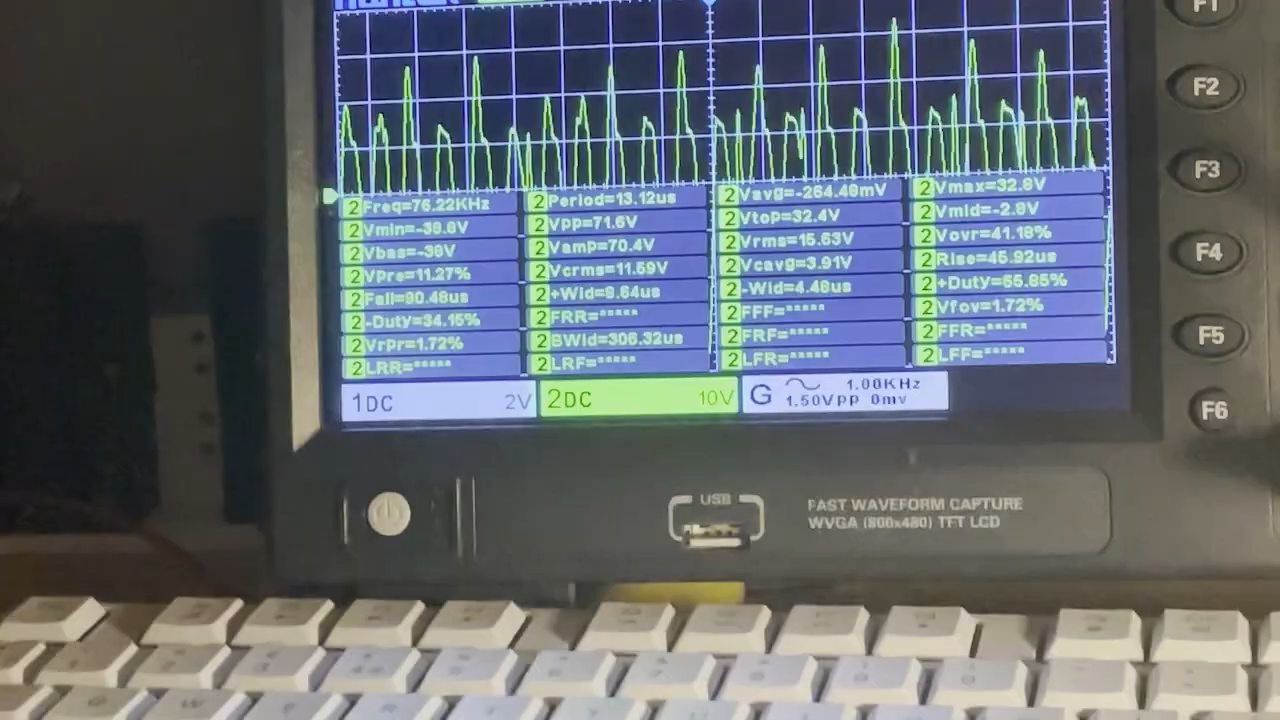 F1
F2
F3
F4
F5
F6
2 Freq=76.22KHz 2 Period=13.12us 2 Vavg=-264.48mV 2 Vmax=32.8V
2 Vmin=-38.8V 2 Vpp=71.6V 2 Vtop=32.4V 2 Vmid=-2.8V
2 Vbas=-38V 2 Vamp=70.4V 2 Vrms=15.63V 2 Vovr=41.18%
2 Vpre=11.27% 2 Vcrms=11.59V 2 Vcavg=3.91V 2 Rise=45.92us
2 Fall=90.48us 2 +Wid=8.64us 2 -Wid=4.48us 2 +Duty=65.85%
2 -Duty=34.15% 2 FRR=***** 2 FFF=***** 2 Vfov=1.72%
2 Vrpr=1.72% 2 BWid=306.32us 2 FRF=***** 2 FFR=*****
2 LRR=***** 2 LRF=***** 2 LFR=***** 2 LFF=*****
1DC 2V 2DC 10V G 1.00KHz
1.50Vpp 0mv
USB
FAST WAVEFORM CAPTURE
WVGA (800x480) TFT LCD